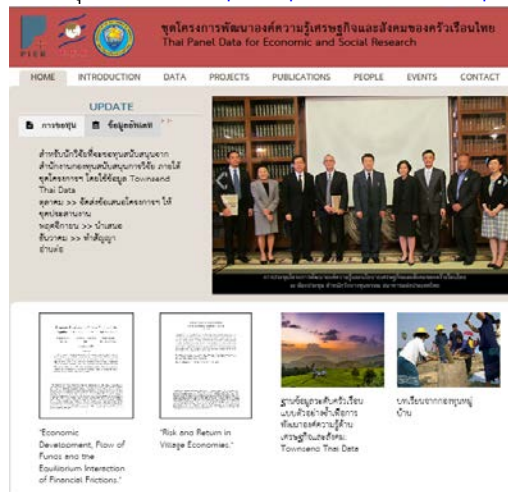 PIER
ชุดโครงการพัฒนาองค์ความรู้เศรษฐกิจและสังคมของครัวเรือนไทย
Thai Panel Data for Economic and Social Research
HOME INTRODUCTION DATA PROJECTS PUBLICATIONS PEOPLE EVENTS CONTACT
UPDATE
การขอทุน ข้อมูลอัพเดท
สำหรับนักวิจัยที่จะขอทุนสนับสนุนจาก
สำนักงานกองทุนสนับสนุนการวิจัย ภายใต้
ชุดโครงการฯ โดยใช้ข้อมูล Townsend
Thai Data
ตุลาคม >> จัดส่งข้อเสนอโครงการฯ ให้
ชุดประสานงาน
พฤศจิกายน >> นำเสนอ
ธันวาคม >> ทำสัญญา
อ่านต่อ
"Economic
Development, Flow of
Funds and the
Equilibrium Interaction
of Financial Frictions."
"Risk and Return in
Village Economies."
ฐานข้อมูลระดับครัวเรือน
แบบตัวอย่างซ้ำเพื่อการ
พัฒนาองค์ความรู้ด้าน
เศรษฐกิจและสังคม:
Townsend Thai Data
บทเรียนจากกองทุนหมู่
บ้าน